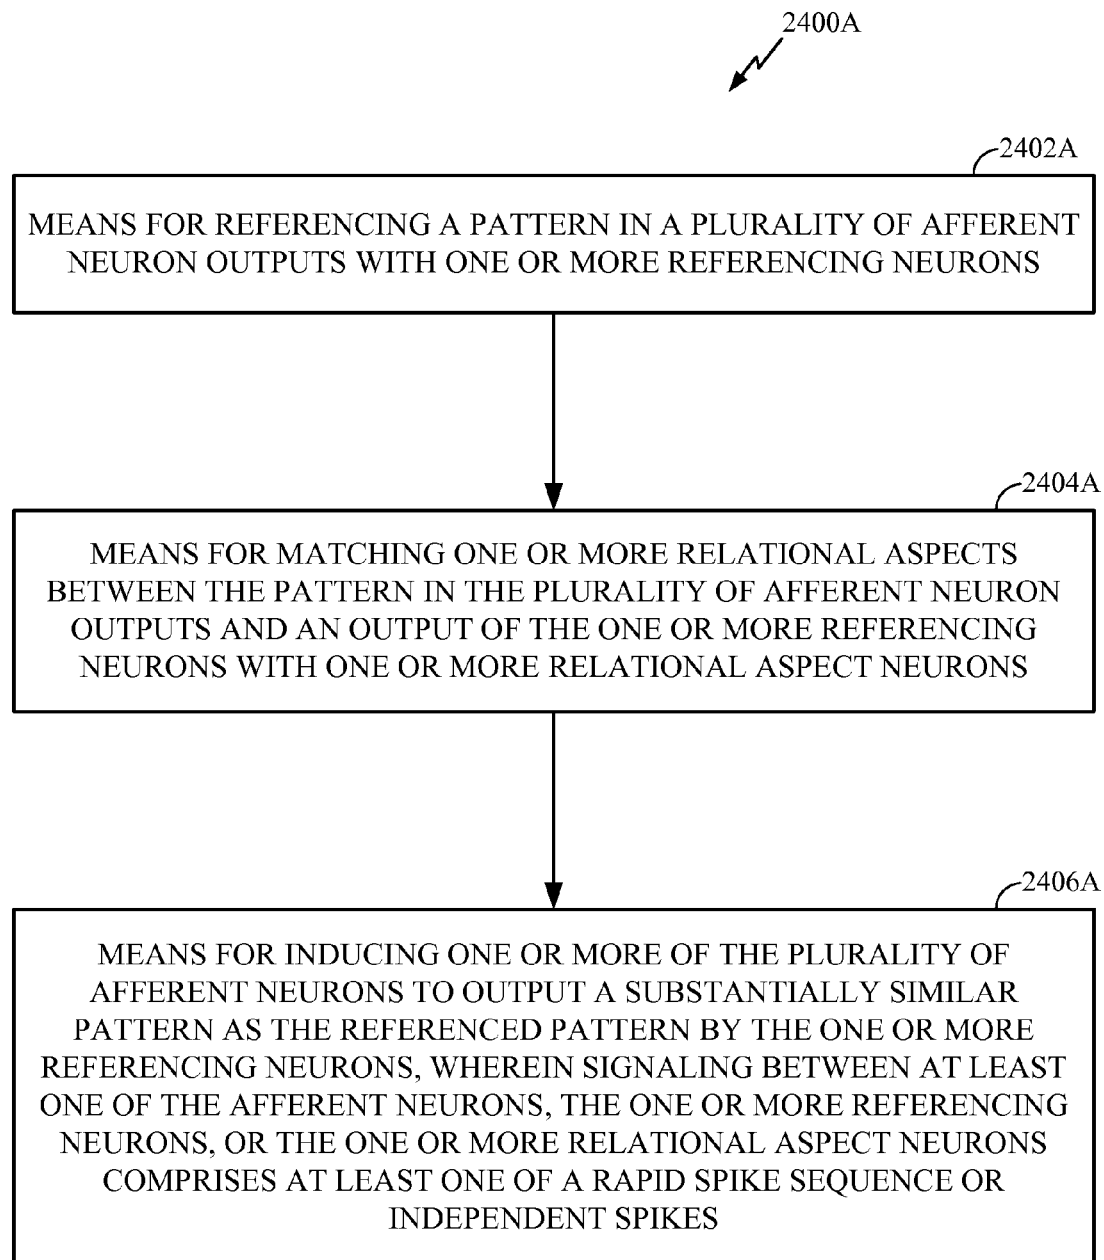 2400A
2402A
MEANS FOR REFERENCING A PATTERN IN A PLURALITY OF AFFERENT
NEURON OUTPUTS WITH ONE OR MORE REFERENCING NEURONS
2404A
MEANS FOR MATCHING ONE OR MORE RELATIONAL ASPECTS
BETWEEN THE PATTERN IN THE PLURALITY OF AFFERENT NEURON
OUTPUTS AND AN OUTPUT OF THE ONE OR MORE REFERENCING
NEURONS WITH ONE OR MORE RELATIONAL ASPECT NEURONS
2406A
MEANS FOR INDUCING ONE OR MORE OF THE PLURALITY OF
AFFERENT NEURONS TO OUTPUT A SUBSTANTIALLY SIMILAR
PATTERN AS THE REFERENCED PATTERN BY THE ONE OR MORE
REFERENCING NEURONS, WHEREIN SIGNALING BETWEEN AT LEAST
ONE OF THE AFFERENT NEURONS, THE ONE OR MORE REFERENCING
NEURONS, OR THE ONE OR MORE RELATIONAL ASPECT NEURONS
COMPRISES AT LEAST ONE OF A RAPID SPIKE SEQUENCE OR
INDEPENDENT SPIKES